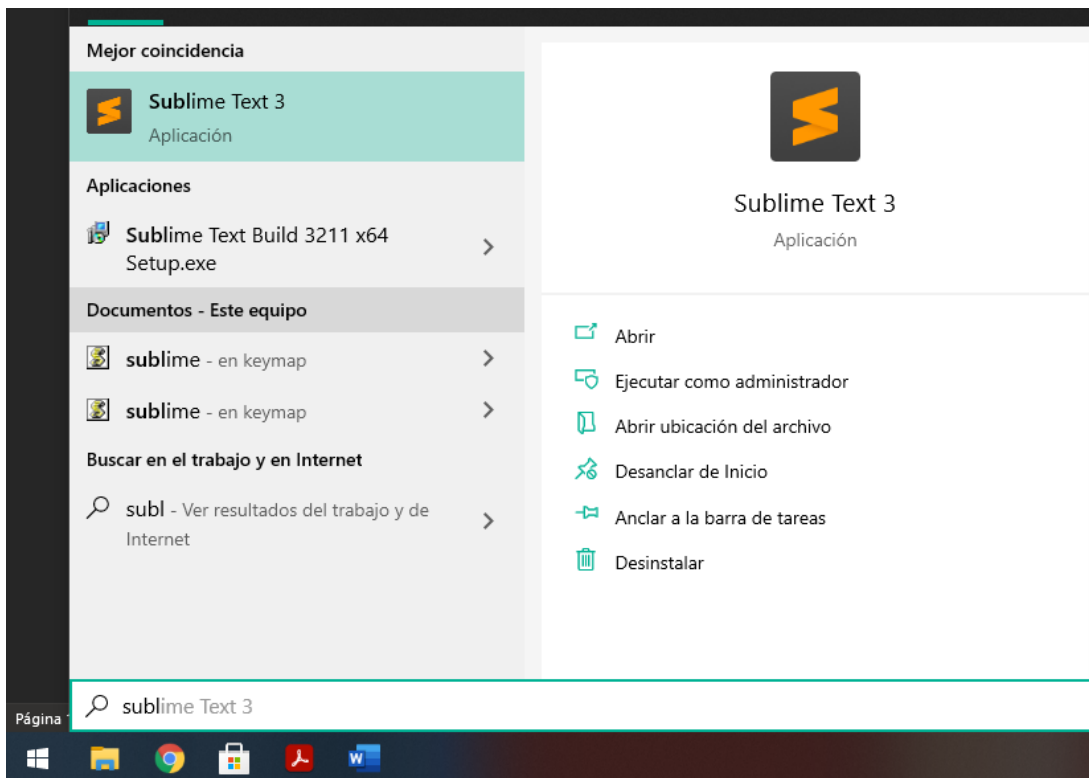 Mejor coincidencia
Sublime Text 3
Aplicación
Aplicaciones
Sublime Text Build 3211 x64
Setup.exe
Documentos - Este equipo
sublime - en keymap
sublime - en keymap
Buscar en el trabajo y en Internet
subl - Ver resultados del trabajo y de
Internet
Sublime Text 3
Aplicación
Abrir
Ejecutar como administrador
Abrir ubicación del archivo
Desanclar de Inicio
Anclar a la barra de tareas
Desinstalar
sublime Text 3
Página